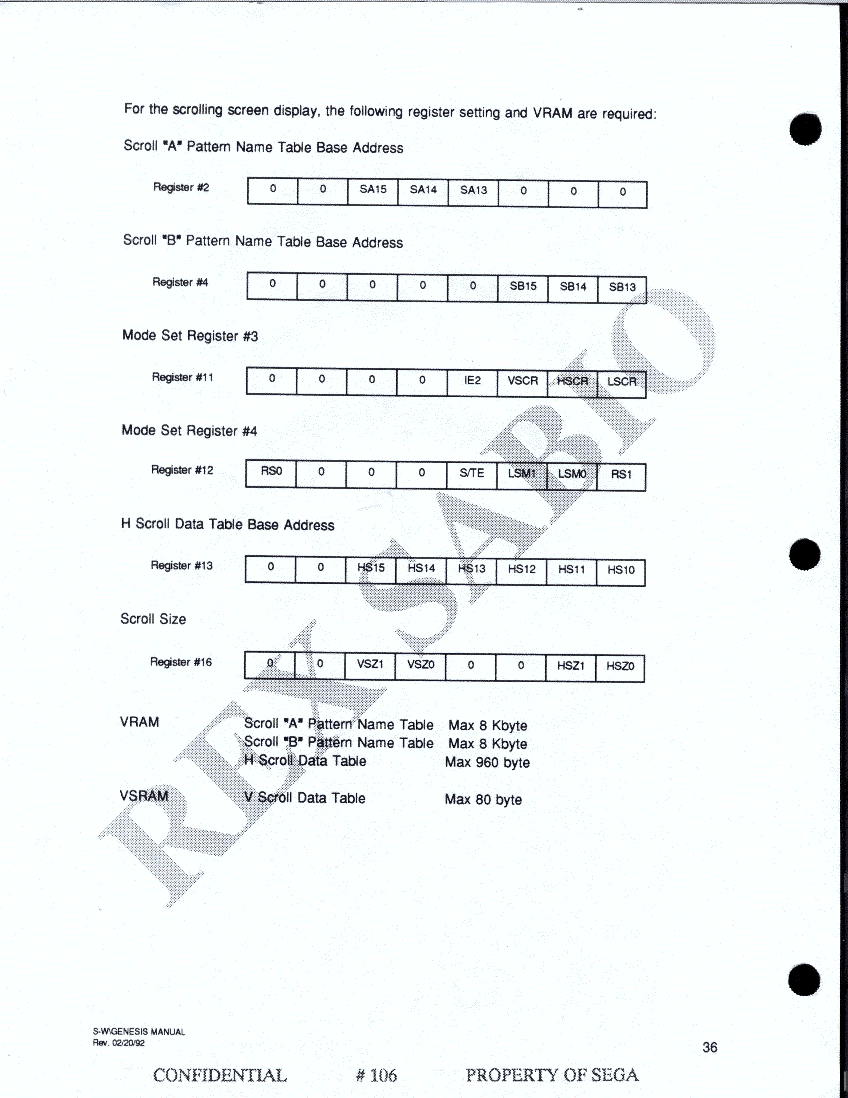 For the scrolling screen display, the following register setting and VRAM are required:
Scroll "A" Pattern Name Table Base Address
Register #2 0 0 SA15 SA14 SA13 0 0 0
Scroll "B" Pattern Name Table Base Address
Register #4 0 0 0 0 0 SB15 SB14 SB13
Mode Set Register #3
Register #11 0 0 0 0 IE2 VSCR HSCR LSCR
Mode Set Register #4
Register #12 RS0 0 0 0 S/TE LSM1 LSM0 RS1
H Scroll Data Table Base Address
Register #13 0 0 HS15 HS14 HS13 HS12 HS11 HS10
Scroll Size
Register #16 0 0 VSZ1 VSZ0 0 0 HSZ1 HSZ0
VRAM Scroll "A" Pattern Name Table Max 8 Kbyte
Scroll "B" Pattern Name Table Max 8 Kbyte
H Scroll Data Table Max 960 byte
VSRAM V Scroll Data Table Max 80 byte
REX SABIO
S-W\GENESIS MANUAL
Rev. 02/20/92
36
CONFIDENTIAL # 106 PROPERTY OF SEGA